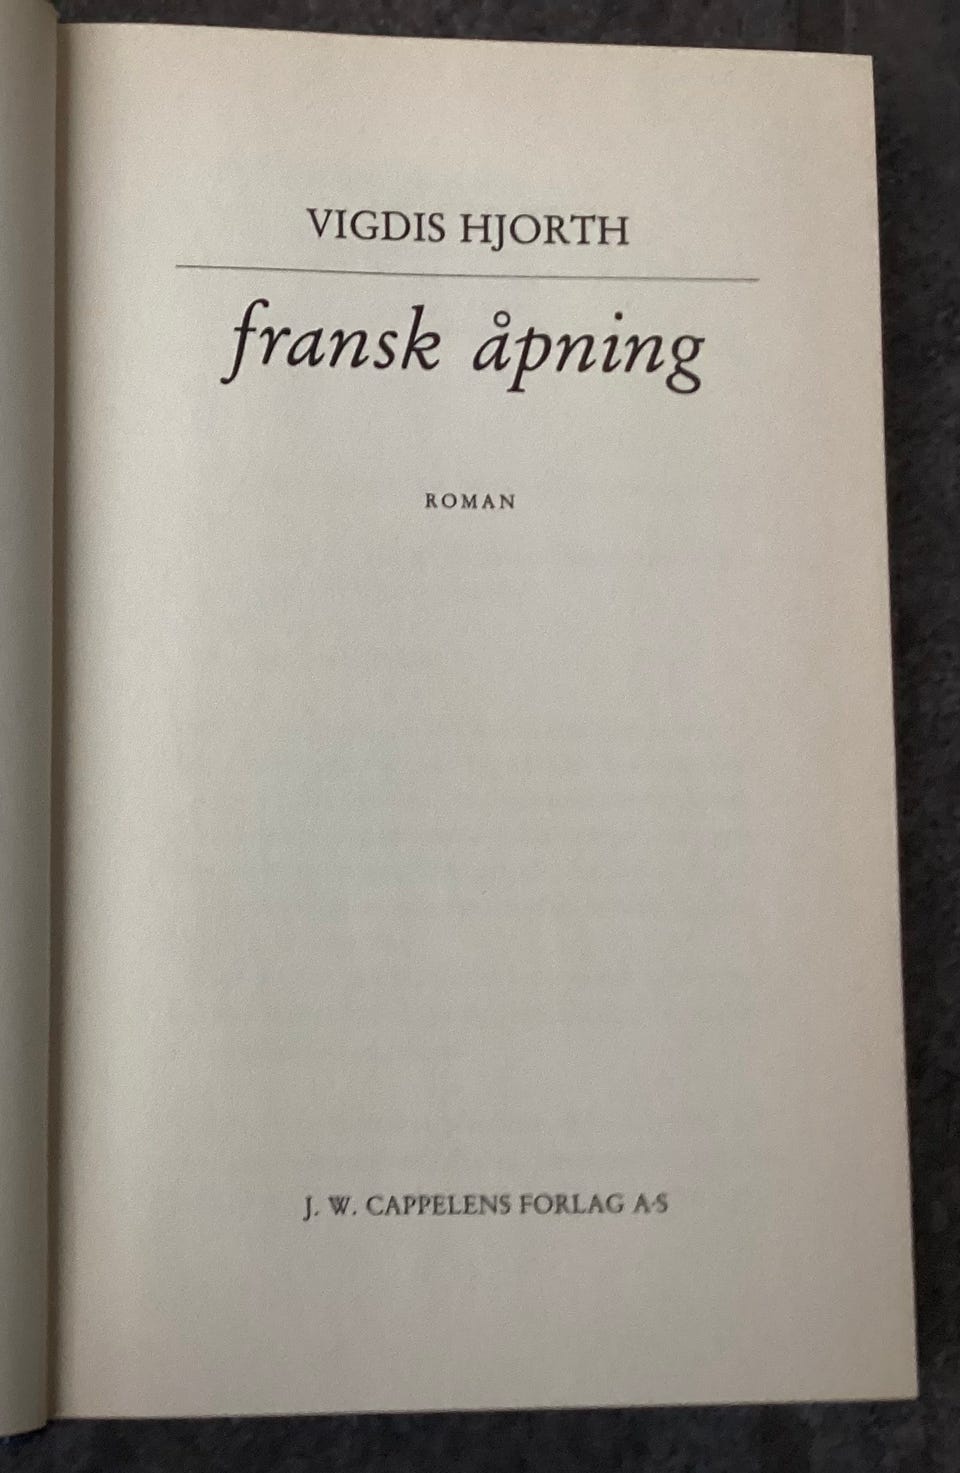 VIGDIS HJORTH
fransk åpning
ROMAN
J. W. CAPPELENS FORLAG A·S